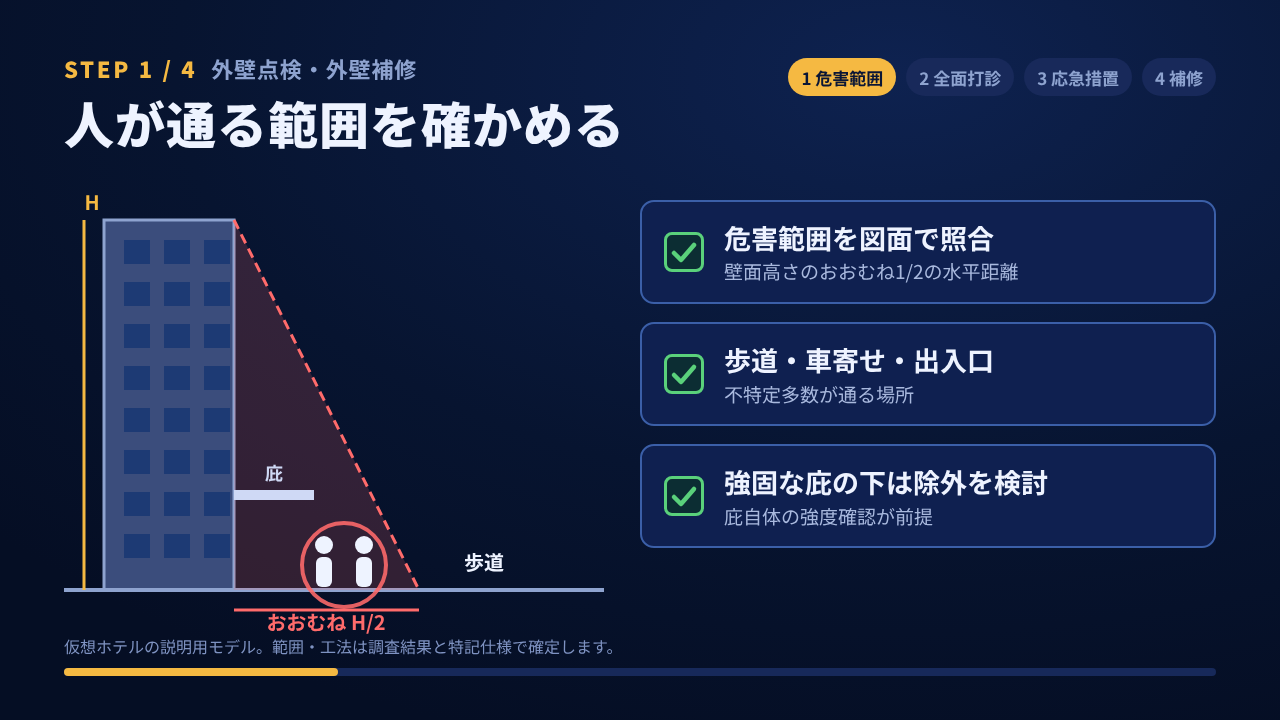 STEP 1 / 4 外壁点検・外壁補修
人が通る範囲を確かめる
1 危害範囲
2 全面打診
3 応急措置
4 補修
H
庇
歩道
おおむね H/2
危害範囲を図面で照合
壁面高さのおおむね1/2の水平距離
歩道・車寄せ・出入口
不特定多数が通る場所
強固な庇の下は除外を検討
庇自体の強度確認が前提
仮想ホテルの説明用モデル。範囲・工法は調査結果と特記仕様で確定します。